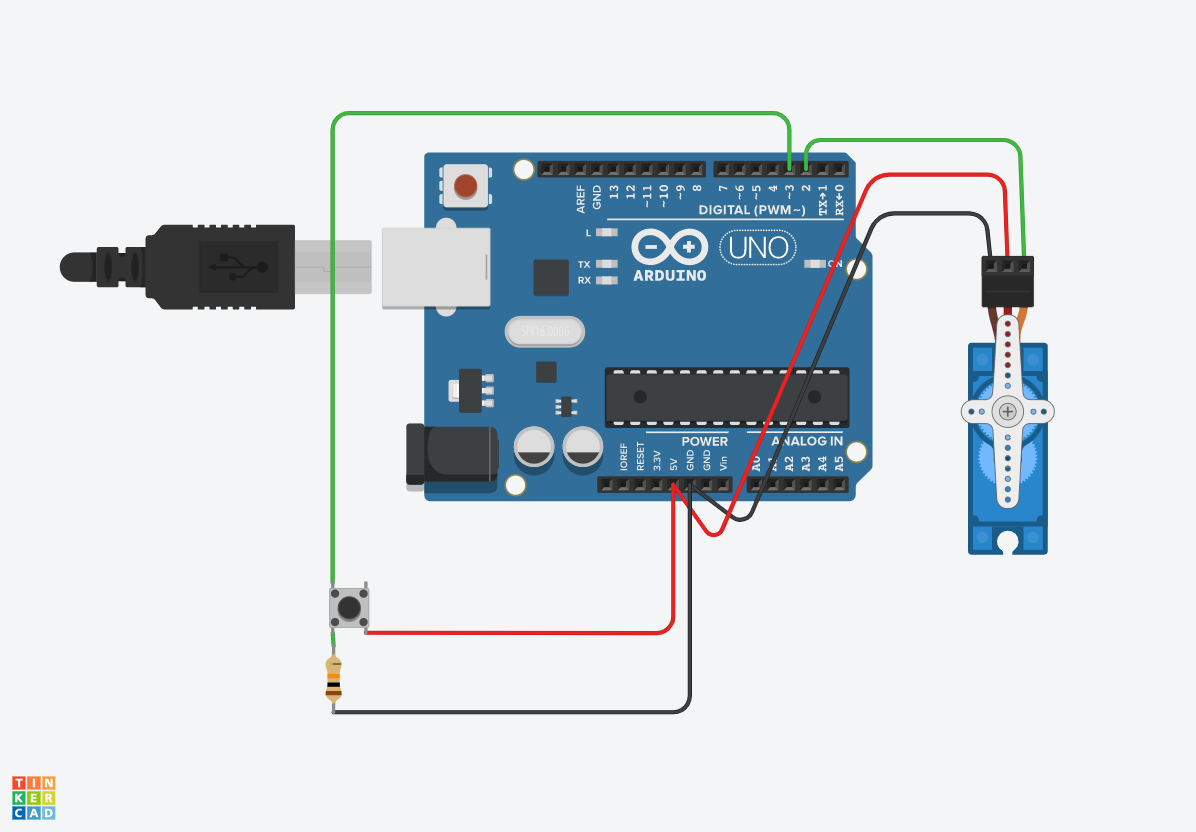 AREF
GND
13
12
~11
~10
~9
8
7
~6
~5
4
~3
2
TX→1
RX←0
DIGITAL (PWM~)
L
TX
RX
ARDUINO
UNO
ON
SPK16.000G
POWER
ANALOG IN
IOREF
RESET
3.3V
5V
GND
GND
Vin
A0
A1
A2
A3
A4
A5
TIN
KER
CAD